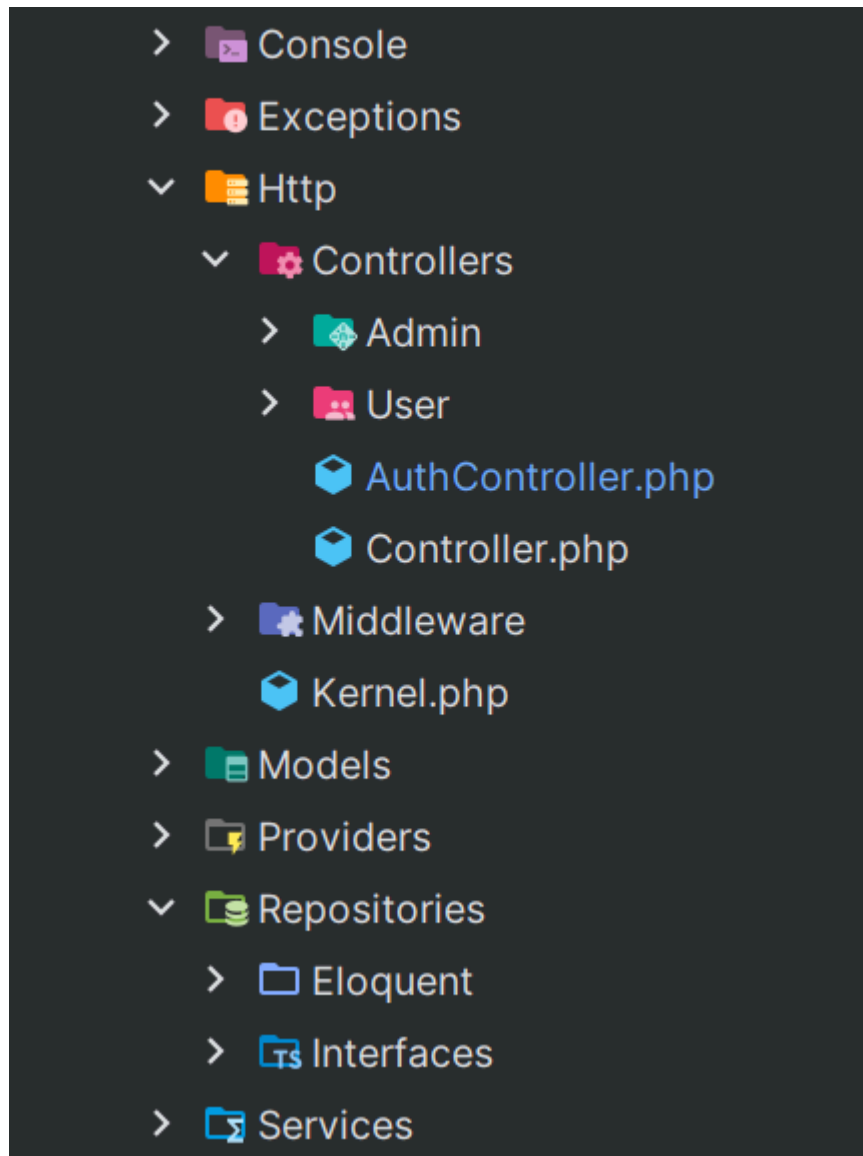 Console
Exceptions
Http
Controllers
Admin
User
AuthController.php
Controller.php
Middleware
Kernel.php
Models
Providers
Repositories
Eloquent
TS Interfaces
Services